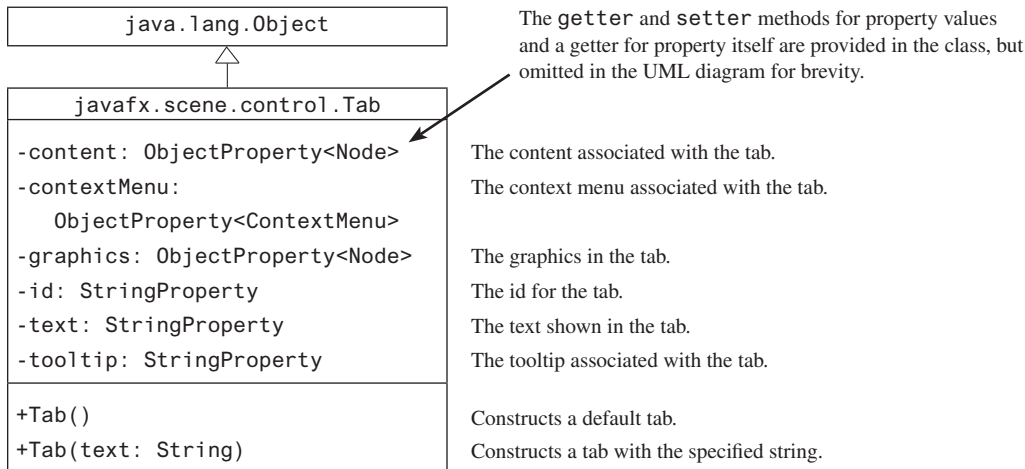 java.lang.Object
The getter and setter methods for property values
and a getter for property itself are provided in the class, but
omitted in the UML diagram for brevity.
javafx.scene.control.Tab
-content: ObjectProperty<Node>
The content associated with the tab.
-contextMenu:
The context menu associated with the tab.
ObjectProperty<ContextMenu>
-graphics: ObjectProperty<Node>
The graphics in the tab.
-id: StringProperty
The id for the tab.
-text: StringProperty
The text shown in the tab.
-tooltip: StringProperty
The tooltip associated with the tab.
+Tab()
Constructs a default tab.
+Tab(text: String)
Constructs a tab with the specified string.